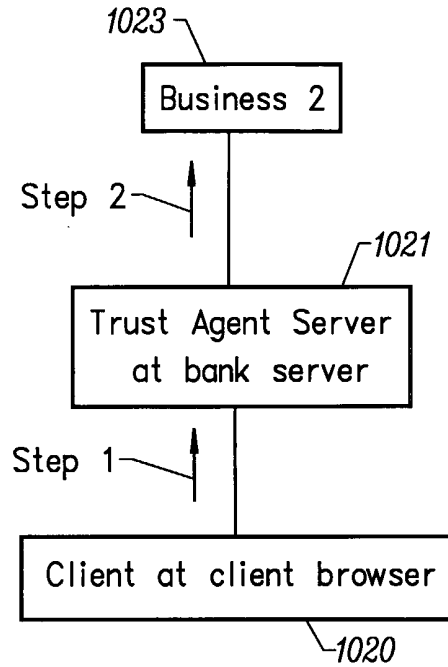 1023
Business 2
Step 2
1021
Trust Agent Server
at bank server
Step 1
Client at client browser
1020